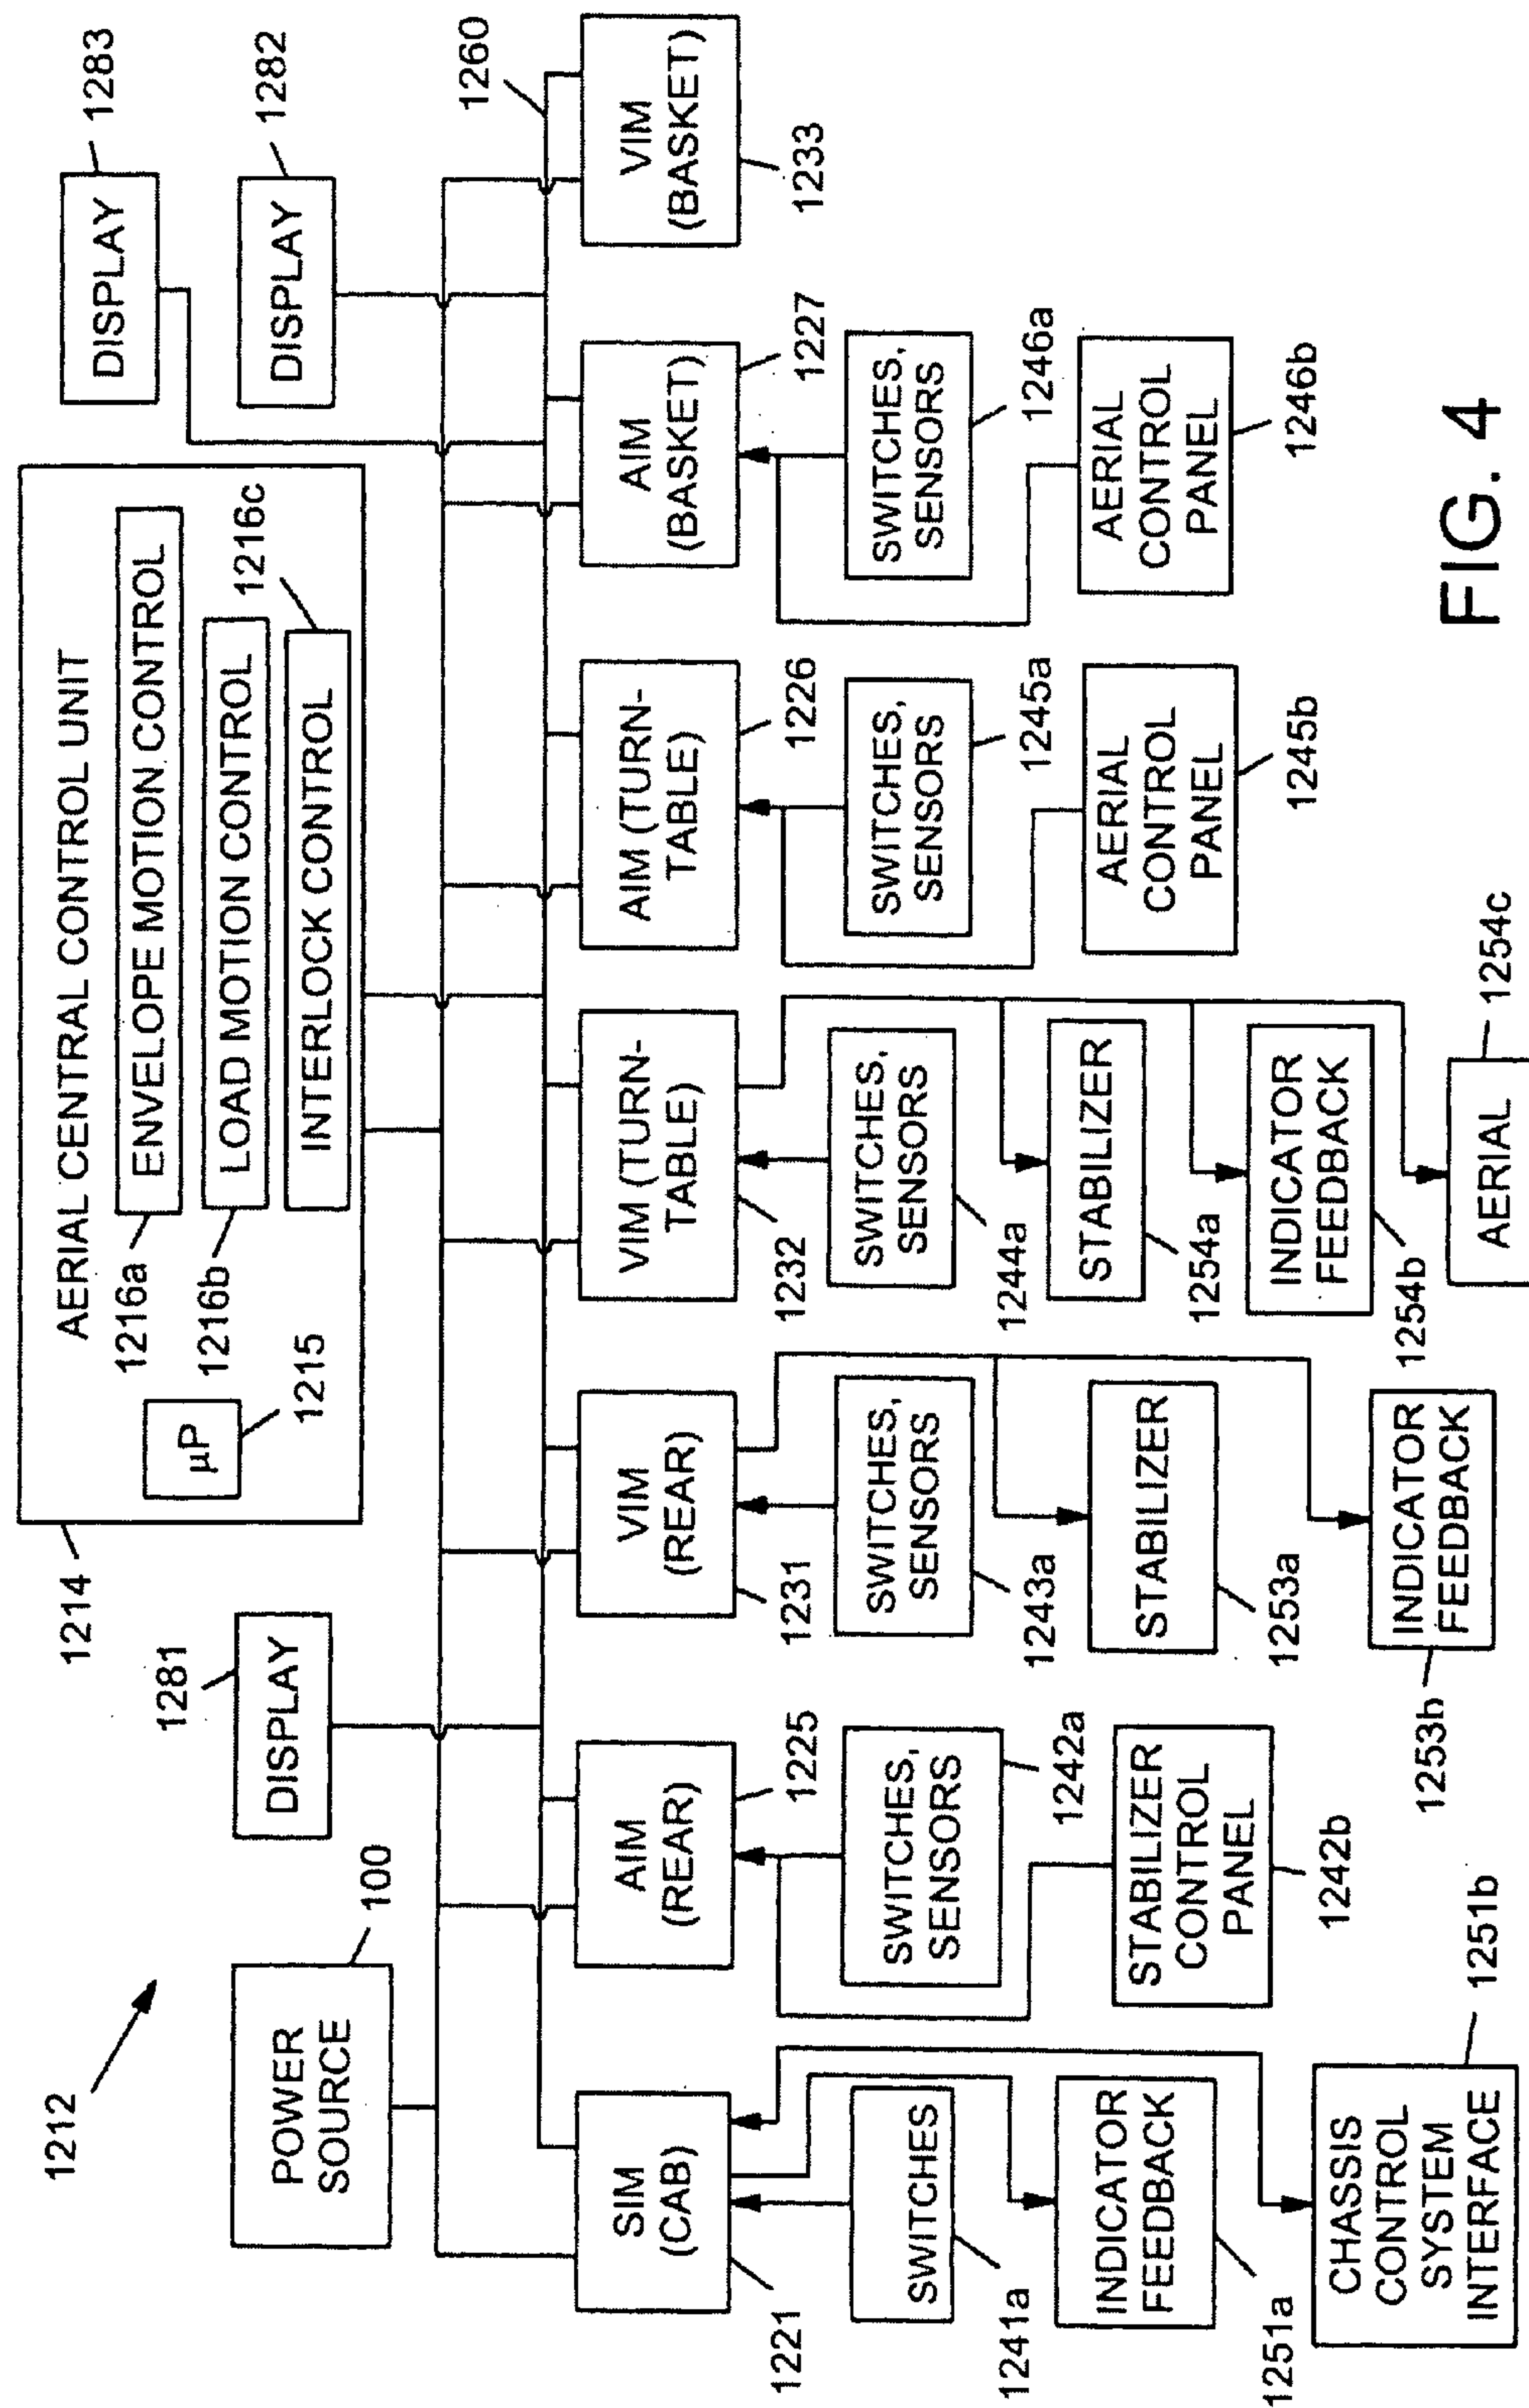 1212
POWER
SOURCE
100
DISPLAY
1281
1214
AERIAL CENTRAL CONTROL UNIT
µP
1215
1216a
ENVELOPE MOTION CONTROL
1216b
LOAD MOTION CONTROL
INTERLOCK CONTROL
1216c
DISPLAY
1283
DISPLAY
1282
1260
SIM
(CAB)
1221
AIM
(REAR)
1225
VIM
(REAR)
1231
VIM (TURN-
TABLE)
1232
AIM (TURN-
TABLE)
1226
AIM
(BASKET)
1227
VIM
(BASKET)
1233
SWITCHES
1241a
INDICATOR
FEEDBACK
1251a
CHASSIS
CONTROL
SYSTEM
INTERFACE
1251b
SWITCHES,
SENSORS
1242a
STABILIZER
CONTROL
PANEL
1242b
SWITCHES,
SENSORS
1243a
STABILIZER
1253a
INDICATOR
FEEDBACK
1253b
SWITCHES,
SENSORS
1244a
STABILIZER
1254a
INDICATOR
FEEDBACK
1254b
AERIAL
1254c
SWITCHES,
SENSORS
1245a
AERIAL
CONTROL
PANEL
1245b
SWITCHES,
SENSORS
1246a
AERIAL
CONTROL
PANEL
1246b
FIG. 4